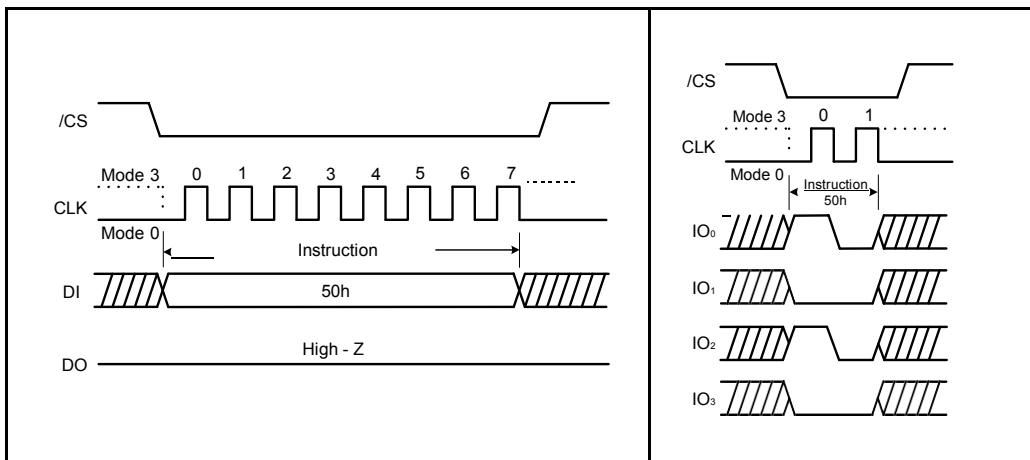 /CS
Mode 3 0 1 2 3 4 5 6 7
CLK
Mode 0
Instruction
DI 50h
High - Z
DO
/CS
Mode 3 0 1
CLK
Mode 0
Instruction
50h
IO₀
IO₁
IO₂
IO₃